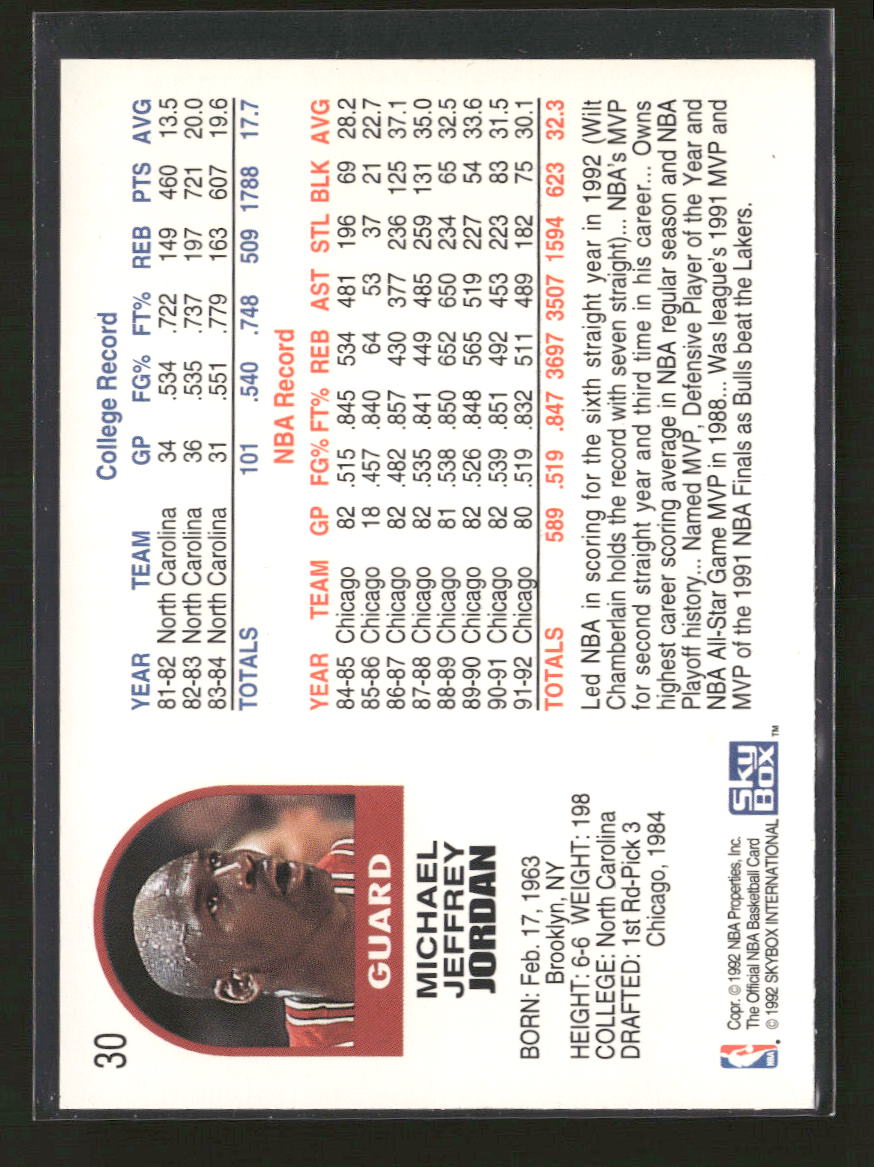 30
GUARD
MICHAEL
JEFFREY
JORDAN
BORN: Feb. 17, 1963
Brooklyn, NY
HEIGHT: 6-6 WEIGHT: 198
COLLEGE: North Carolina
DRAFTED: 1st Rd-Pick 3
Chicago, 1984
NBA
Copr. © 1992 NBA Properties, Inc.
The Official NBA Basketball Card
© 1992 SKYBOX INTERNATIONAL
SKY
BOX ™
College Record
YEAR TEAM GP FG% FT% REB PTS AVG
81-82 North Carolina 34 .534 .722 149 460 13.5
82-83 North Carolina 36 .535 .737 197 721 20.0
83-84 North Carolina 31 .551 .779 163 607 19.6
TOTALS 101 .540 .748 509 1788 17.7
NBA Record
YEAR TEAM GP FG% FT% REB AST STL BLK AVG
84-85 Chicago 82 .515 .845 534 481 196 69 28.2
85-86 Chicago 18 .457 .840 64 53 37 21 22.7
86-87 Chicago 82 .482 .857 430 377 236 125 37.1
87-88 Chicago 82 .535 .841 449 485 259 131 35.0
88-89 Chicago 81 .538 .850 652 650 234 65 32.5
89-90 Chicago 82 .526 .848 565 519 227 54 33.6
90-91 Chicago 82 .539 .851 492 453 223 83 31.5
91-92 Chicago 80 .519 .832 511 489 182 75 30.1
TOTALS 589 .519 .847 3697 3507 1594 623 32.3
Led NBA in scoring for the sixth straight year in 1992 (Wilt
Chamberlain holds the record with seven straight)... NBA's MVP
for second straight year and third time in his career... Owns
highest career scoring average in NBA regular season and NBA
Playoff history... Named MVP, Defensive Player of the Year and
NBA All-Star Game MVP in 1988... Was league's 1991 MVP and
MVP of the 1991 NBA Finals as Bulls beat the Lakers.